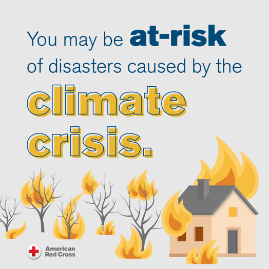 You may be at-risk
of disasters caused by the
climate
crisis.
American
Red Cross